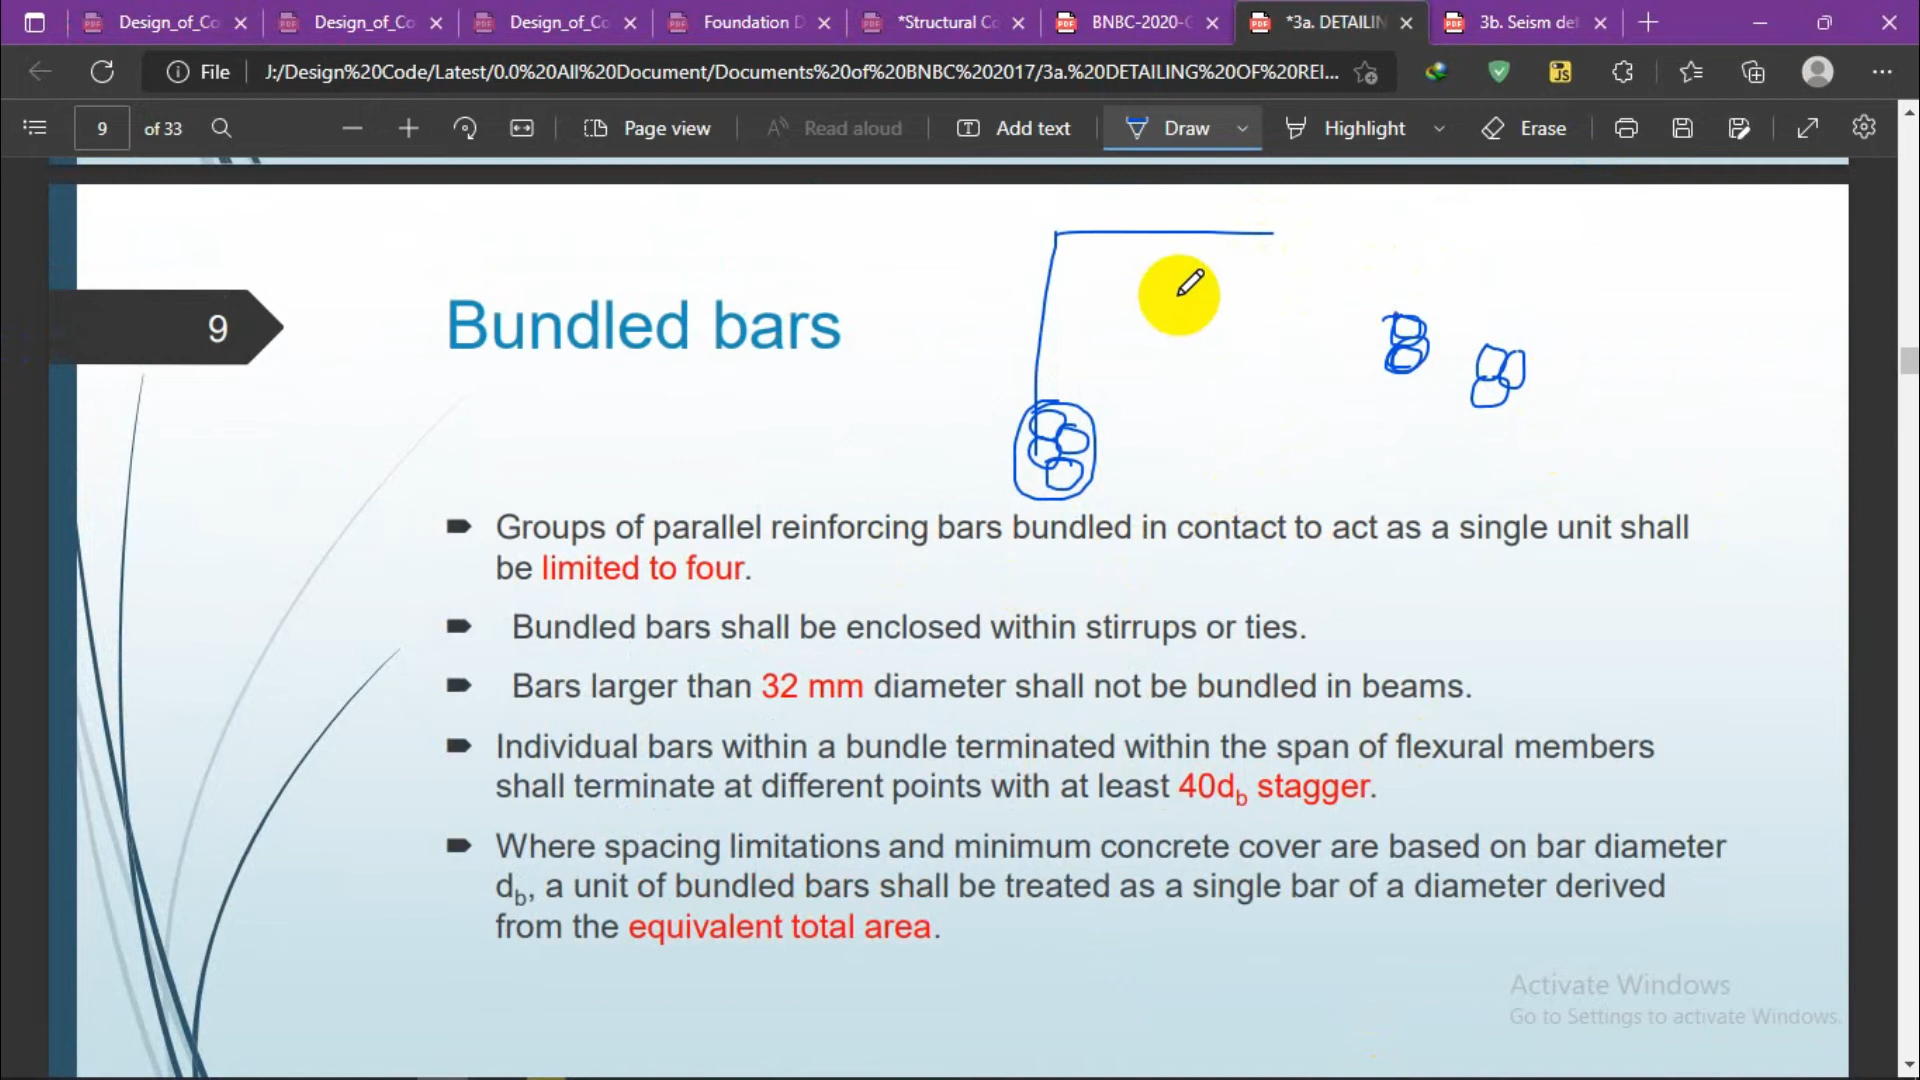 Design_of_Co
Design_of_Co
Design_of_Co
Foundation D
*Structural Co
BNBC-2020-G
*3a. DETAILIN
3b. Seism det
File
J:/Design%20Code/Latest/0.0%20All%20Document/Documents%20of%20BNBC%202017/3a.%20DETAILING%20OF%20REI...
9
of 33
Page view
Read aloud
Add text
Draw
Highlight
Erase
9
Bundled bars
Groups of parallel reinforcing bars bundled in contact to act as a single unit shall
be limited to four.
Bundled bars shall be enclosed within stirrups or ties.
Bars larger than 32 mm diameter shall not be bundled in beams.
Individual bars within a bundle terminated within the span of flexural members
shall terminate at different points with at least 40db stagger.
Where spacing limitations and minimum concrete cover are based on bar diameter
db, a unit of bundled bars shall be treated as a single bar of a diameter derived
from the equivalent total area.
Activate Windows
Go to Settings to activate Windows.